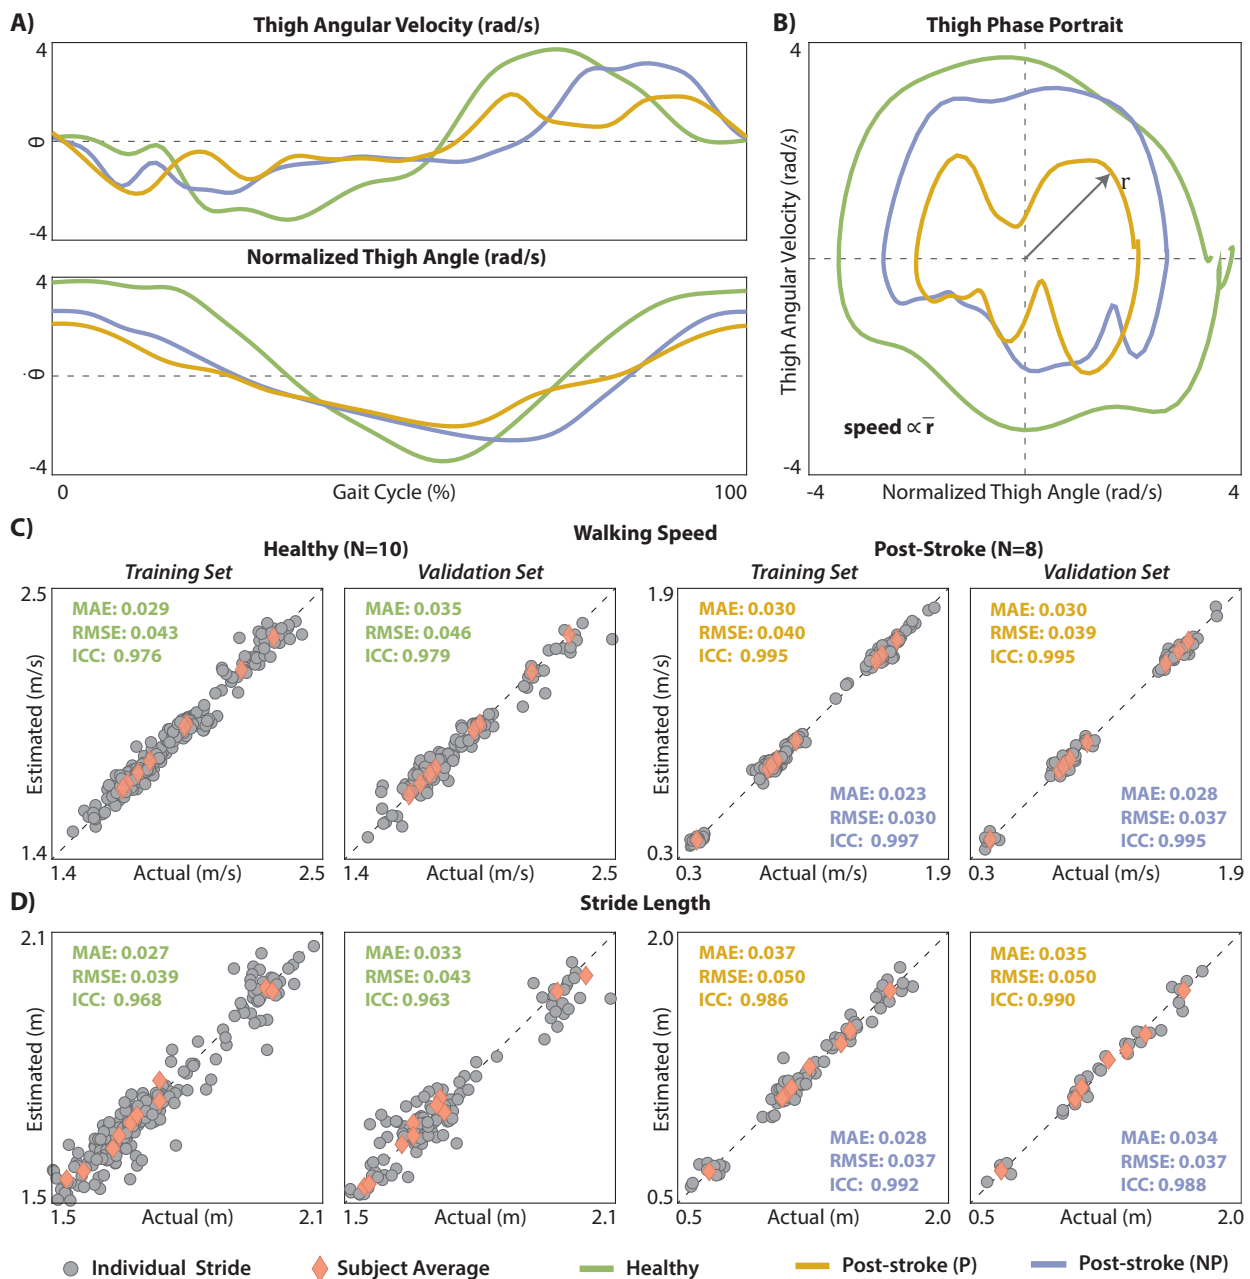 A)
Thigh Angular Velocity (rad/s)
4
0
-4
Normalized Thigh Angle (rad/s)
4
0
-4
0
Gait Cycle (%)
100
B)
Thigh Phase Portrait
4
Thigh Angular Velocity (rad/s)
r
speed ∝ r̅
-4
-4
Normalized Thigh Angle (rad/s)
4
C)
Walking Speed
Healthy (N=10)
Post-Stroke (N=8)
Training Set
Validation Set
Training Set
Validation Set
2.5
Estimated (m/s)
1.4
MAE: 0.029
RMSE: 0.043
ICC: 0.976
1.4
Actual (m/s)
2.5
MAE: 0.035
RMSE: 0.046
ICC: 0.979
1.4
Actual (m/s)
2.5
1.9
Estimated (m/s)
0.3
MAE: 0.030
RMSE: 0.040
ICC: 0.995
MAE: 0.023
RMSE: 0.030
ICC: 0.997
0.3
Actual (m/s)
1.9
MAE: 0.030
RMSE: 0.039
ICC: 0.995
MAE: 0.028
RMSE: 0.037
ICC: 0.995
0.3
Actual (m/s)
1.9
D)
Stride Length
2.1
Estimated (m)
1.5
MAE: 0.027
RMSE: 0.039
ICC: 0.968
1.5
Actual (m)
2.1
MAE: 0.033
RMSE: 0.043
ICC: 0.963
1.5
Actual (m)
2.1
2.0
Estimated (m)
0.5
MAE: 0.037
RMSE: 0.050
ICC: 0.986
MAE: 0.028
RMSE: 0.037
ICC: 0.992
0.5
Actual (m)
2.0
MAE: 0.035
RMSE: 0.050
ICC: 0.990
MAE: 0.034
RMSE: 0.037
ICC: 0.988
0.5
Actual (m)
2.0
Individual Stride
Subject Average
Healthy
Post-stroke (P)
Post-stroke (NP)